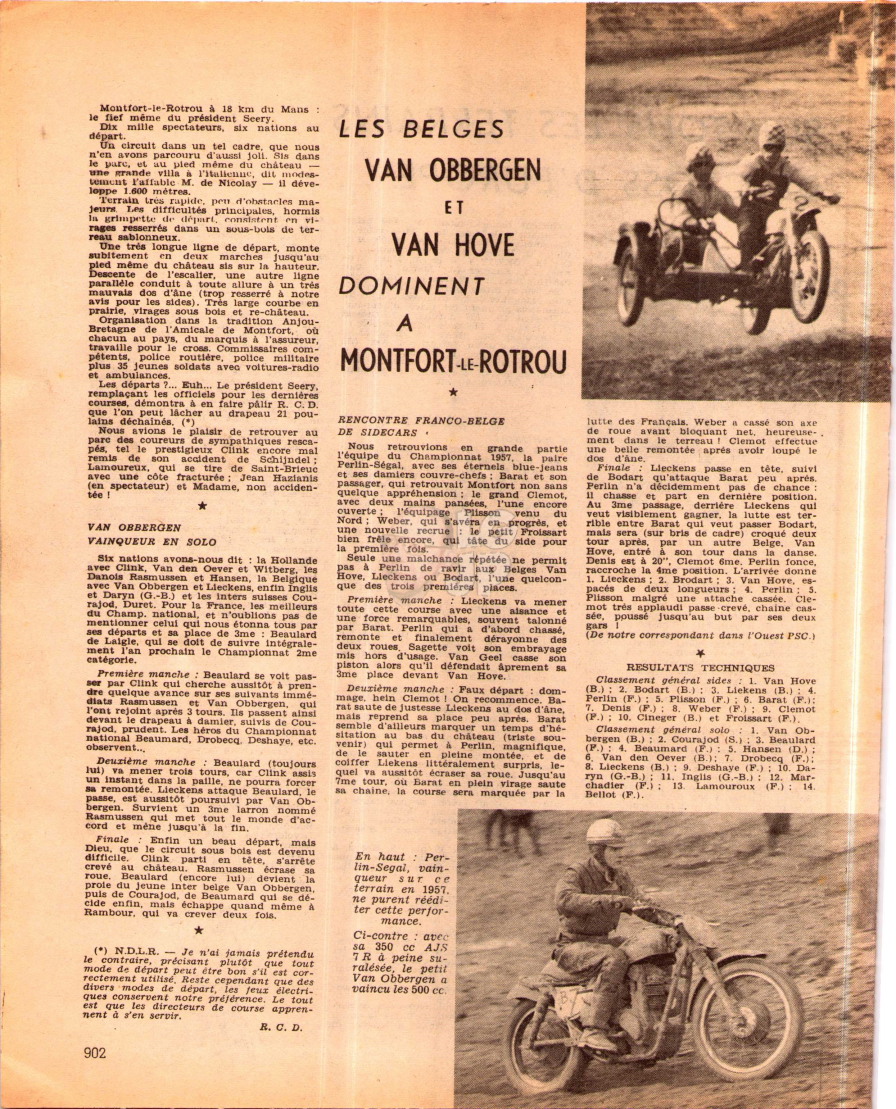 Montfort-le-Rotrou à 18 km du Mans :
le fief même du président Seery.
Dix mille spectateurs, six nations au
départ.
Un circuit dans un tel cadre, que nous
n'en avons parcouru d'aussi joli. Sis dans
le parc, et au pied même du château —
une grande villa à l'italienne, dit modes-
tement l'affable M. de Nicolay — il déve-
loppe 1.600 mètres.
Terrain très rapide, peu d'obstacles ma-
jeurs. Les difficultés principales, hormis
la grimpette de départ, consistent en vi-
rages resserrés dans un sous-bois de ter-
reau sablonneux.
Une très longue ligne de départ, monte
subitement en deux marches jusqu'au
pied même du château sis sur la hauteur.
Descente de l'escalier, une autre ligne
parallèle conduit à toute allure à un très
mauvais dos d'âne (trop resserré à notre
avis pour les sides). Très large courbe en
prairie, virages sous bois et re-château.
Organisation dans la tradition Anjou-
Bretagne de l'Amicale de Montfort, où
chacun au pays, du marquis à l'assureur,
travaille pour le cross. Commissaires com-
pétents, police routière, police militaire
plus 35 jeunes soldats avec voitures-radio
et ambulances.
Les départs ?... Euh... Le président Seery,
remplaçant les officiels pour les dernières
courses, démontra à en faire pâlir R. C. D.
que l'on peut lâcher au drapeau 21 pou-
lains déchaînés. (*)
Nous avions le plaisir de retrouver au
parc des coureurs de sympathiques resca-
pés, tel le prestigieux Clink encore mal
remis de son accident de Schijndel ;
Lamoureux, qui se tire de Saint-Brieuc
avec une côte fracturée ; Jean Hazianis
(en spectateur) et Madame, non acciden-
tée !
★
VAN OBBERGEN
VAINQUEUR EN SOLO
Six nations avons-nous dit : la Hollande
avec Clink, Van den Oever et Witberg, les
Danois Rasmussen et Hansen, la Belgique
avec Van Obbergen et Lieckens, enfin Inglis
et Daryn (G.-B.) et les inters suisses Cou-
rajod, Duret. Pour la France, les meilleurs
du Champ. national, et n'oublions pas de
mentionner celui qui nous étonna tous par
ses départs et sa place de 3me : Beaulard
de Laigle, qui se doit de suivre intégrale-
ment l'an prochain le Championnat 2me
catégorie.
Première manche : Beaulard se voit pas-
ser par Clink qui cherche aussitôt à pren-
dre quelque avance sur ses suivants immé-
diats Rasmussen et Van Obbergen, qui
l'ont rejoint après 3 tours. Ils passent ainsi
devant le drapeau à damier, suivis de Cou-
rajod, prudent. Les héros du Championnat
national Beaumard, Drobecq, Deshaye, etc.
observent...
Deuxième manche : Beaulard (toujours
lui) va mener trois tours, car Clink assis
un instant dans la paille, ne pourra forcer
sa remontée. Lieckens attaque Beaulard, le
passe, est aussitôt poursuivi par Van Ob-
bergen. Survient un 3me larron nommé
Rasmussen qui met tout le monde d'ac-
cord et mène jusqu'à la fin.
Finale : Enfin un beau départ, mais
Dieu, que le circuit sous bois est devenu
difficile. Clink parti en tête, s'arrête
crevé au château. Rasmussen écrase sa
roue. Beaulard (encore lui) devient la
proie du jeune inter belge Van Obbergen,
puis de Courajod, de Beaumard qui se dé-
cide enfin, mais échappe quand même à
Rambour, qui va crever deux fois.
★
(*) N.D.L.R. — Je n'ai jamais prétendu
le contraire, précisant plutôt que tout
mode de départ peut être bon s'il est cor-
rectement utilisé. Reste cependant que des
divers modes de départ, les feux électri-
ques conservent notre préférence. Le tout
est que les directeurs de course appren-
nent à s'en servir.
R. C. D.
902
LES BELGES
VAN OBBERGEN
ET
VAN HOVE
DOMINENT
A
MONTFORT-LE-ROTROU
★
RENCONTRE FRANCO-BELGE
DE SIDECARS
Nous retrouvions en grande partie
l'équipe du Championnat 1957, la paire
Perlin-Ségal, avec ses éternels blue-jeans
et ses damiers couvre-chefs ; Barat et son
passager, qui retrouvait Montfort non sans
quelque appréhension ; le grand Clemot,
avec deux mains pansées, l'une encore
ouverte ; l'équipage Plisson venu du
Nord ; Weber, qui s'avéra en progrès, et
une nouvelle recrue : le petit Froissart
bien frêle encore, qui tâte du side pour
la première fois.
Seule une malchance répétée ne permit
pas à Perlin de ravir aux Belges Van
Hove, Lieckens ou Bodart, l'une quelcon-
que des trois premières places.
Première manche : Lieckens va mener
toute cette course avec une aisance et
une force remarquables, souvent talonné
par Barat. Perlin qui a d'abord chassé,
remonte et finalement dérayonne des
deux roues. Sagette voit son embrayage
mis hors d'usage. Van Geel casse son
piston alors qu'il défendait âprement sa
3me place devant Van Hove.
Deuxième manche : Faux départ : dom-
mage, hein Clemot ! On recommence. Ba-
rat saute de justesse Lieckens au dos d'âne,
mais reprend sa place peu après. Barat
semble d'ailleurs marquer un temps d'hé-
sitation au bas du château (triste sou-
venir) qui permet à Perlin, magnifique,
de le sauter en pleine montée, et de
coiffer Lieckens littéralement surpris, le-
quel va aussitôt écraser sa roue. Jusqu'au
7me tour, où Barat en plein virage saute
sa chaîne, la course sera marquée par la
lutte des Français. Weber a cassé son axe
de roue avant bloquant net, heureuse-
ment dans le terreau ! Clemot effectue
une belle remontée après avoir loupé le
dos d'âne.
Finale : Lieckens passe en tête, suivi
de Bodart qu'attaque Barat peu après.
Perlin n'a décidemment pas de chance :
il chasse et part en dernière position.
Au 3me passage, derrière Lieckens qui
veut visiblement gagner, la lutte est ter-
rible entre Barat qui veut passer Bodart,
mais sera (sur bris de cadre) croqué deux
tour après par un autre Belge, Van
Hove, entré à son tour dans la danse.
Denis est à 20", Clemot 6me. Perlin fonce,
raccroche la 4me position. L'arrivée donne
1. Lieckens ; 2. Brodart ; 3. Van Hove, es-
pacés de deux longueurs ; 4. Perlin ; 5.
Plisson malgré une attache cassée. Cle-
mot très applaudi passe crevé, chaîne cas-
sée, poussé jusqu'au but par ses deux
gars !
(De notre correspondant dans l'Ouest PSC.)
★
RESULTATS TECHNIQUES
Classement général sides : 1. Van Hove
(B.) ; 2. Bodart (B.) ; 3. Liekens (B.) ; 4.
Perlin (F.) ; 5. Plisson (F.) ; 6. Barat (F.) ;
7. Denis (F.) ; 8. Weber (F.) ; 9. Clemot
(F.) ; 10. Cineger (B.) et Froissart (F.).
Classement général solo : 1. Van Ob-
bergen (B.) ; 2. Courajod (S.) ; 3. Beaulard
(F.) ; 4. Beaumard (F.) : 5. Hansen (D.) ;
6. Van den Oever (B.) ; 7. Drobecq (F.) ;
8. Lieckens (B.) ; 9. Deshaye (F.) ; 10. Da-
ryn (G.-B.) ; 11. Inglis (G.-B.) ; 12. Mar-
chadier (F.) ; 13. Lamouroux (F.) ; 14.
Bellot (F.).
En haut : Per-
lin-Segal, vain-
queur sur ce
terrain en 1957,
ne purent réédi-
ter cette perfor-
mance.
Ci-contre : avec
sa 350 cc AJS
7 R à peine su-
ralésée, le petit
Van Obbergen a
vaincu les 500 cc.